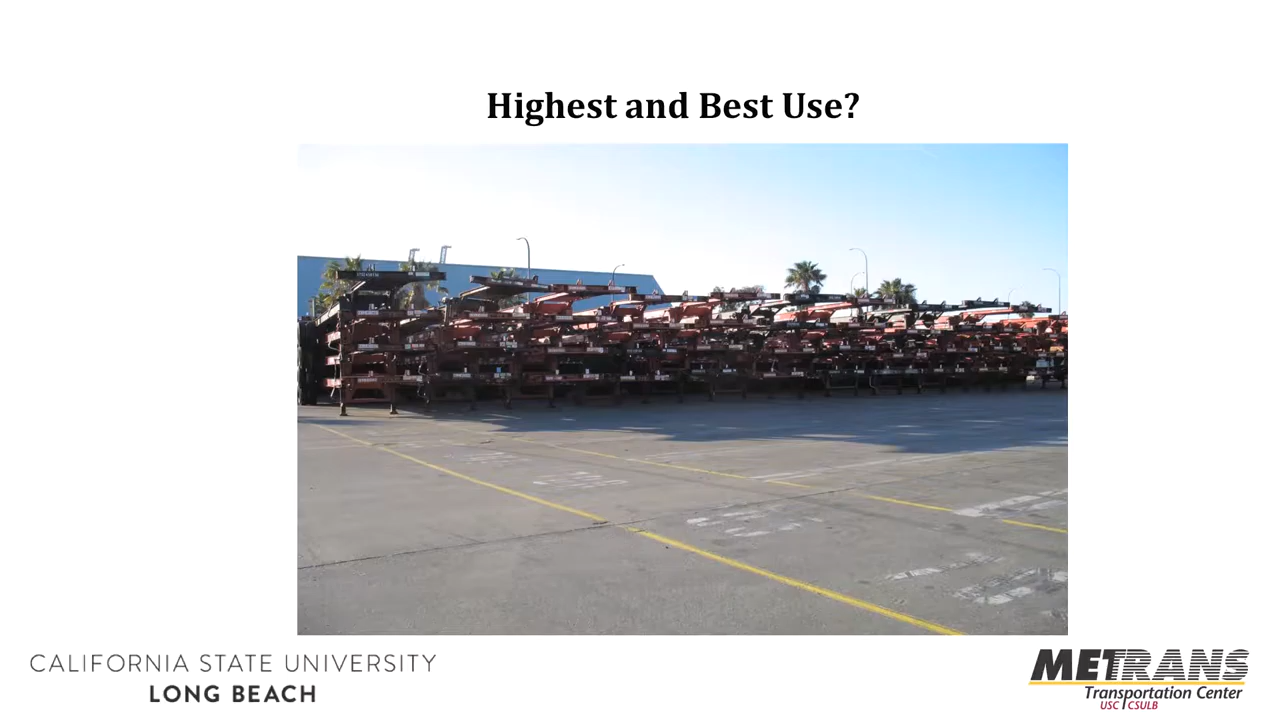 Highest and Best Use?
CALIFORNIA STATE UNIVERSITY
LONG BEACH
METRANS
Transportation Center
USC CSULB